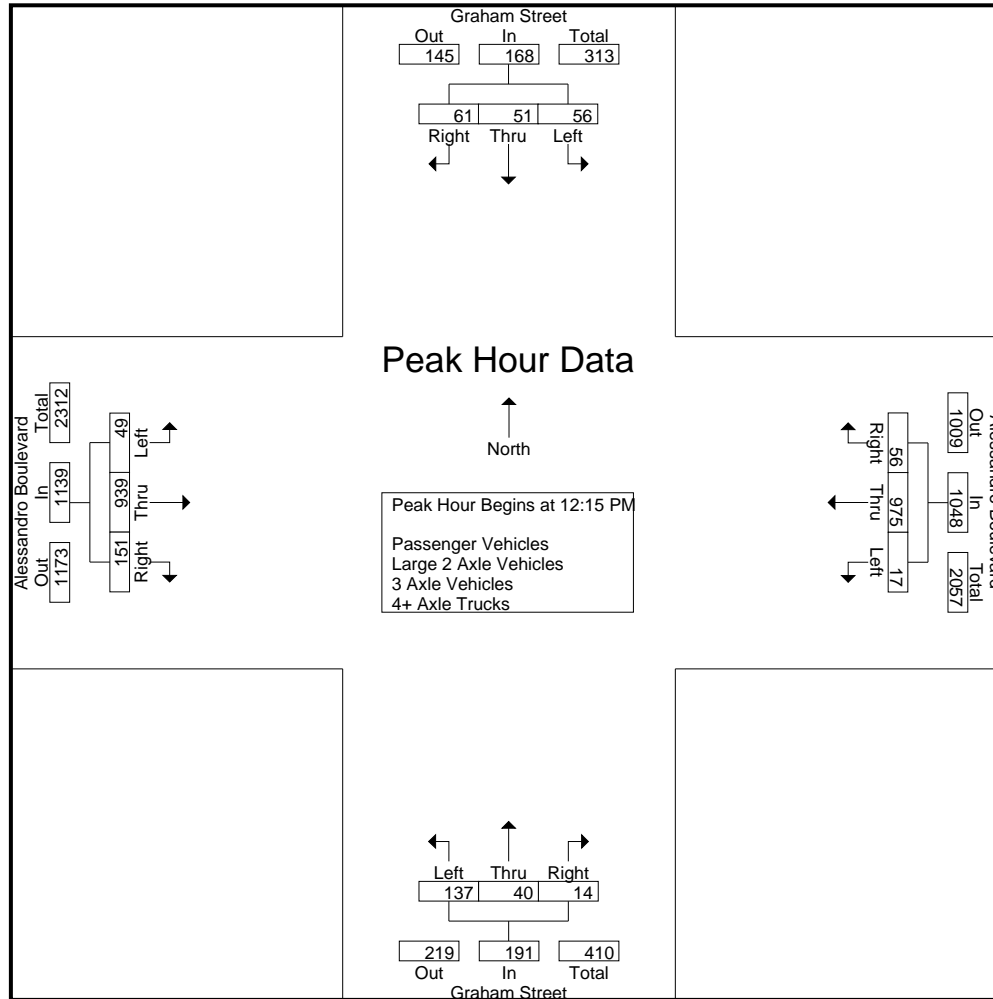 Graham Street
Out In Total
145 168 313
61 51 56
Right Thru Left
Peak Hour Data
North
Peak Hour Begins at 12:15 PM
Passenger Vehicles
Large 2 Axle Vehicles
3 Axle Vehicles
4+ Axle Trucks
Alessandro Boulevard
Total In Out
2312 1139 1173
49 939 151
Left Thru Right
Out In Total
1009 1048 2057
Right Thru Left
56 975 17
Left Thru Right
137 40 14
219 191 410
Out In Total
Graham Street